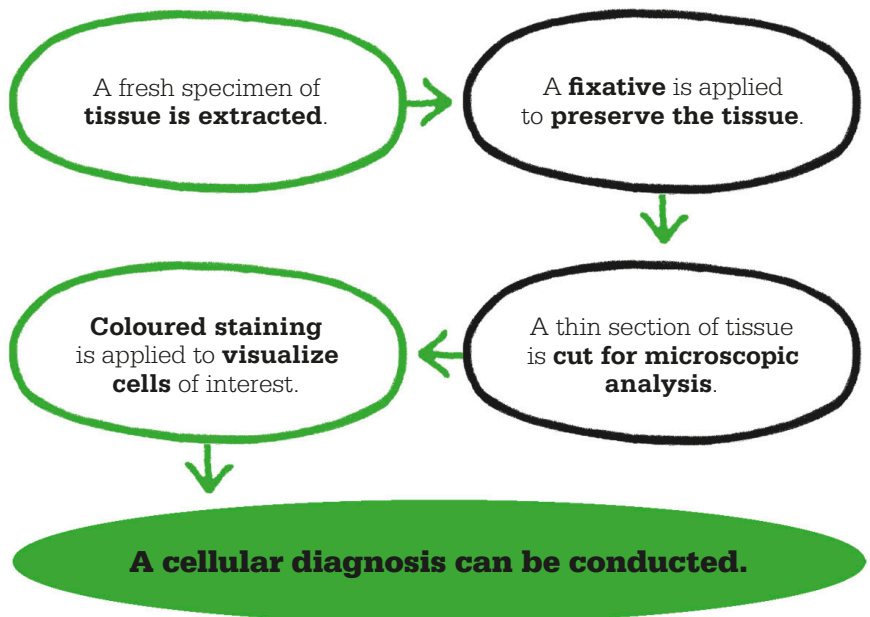 A fresh specimen of
tissue is extracted.
A fixative is applied
to preserve the tissue.
A thin section of tissue
is cut for microscopic
analysis.
Coloured staining
is applied to visualize
cells of interest.
A cellular diagnosis can be conducted.